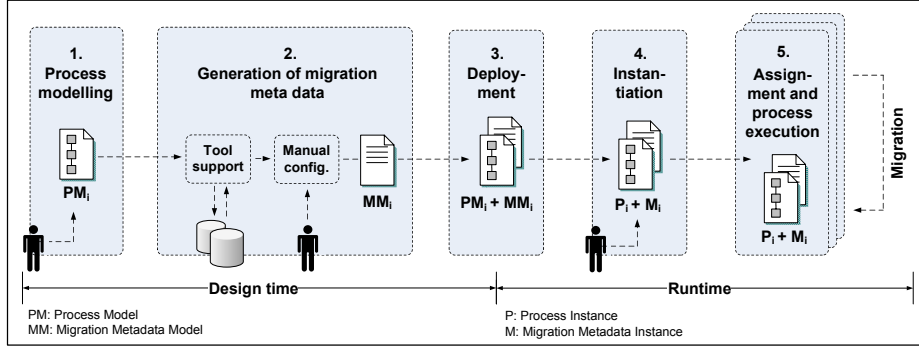 1.
Process
modelling
PMi
2.
Generation of migration
meta data
Tool
support
Manual
config.
MMi
3.
Deploy-
ment
PMi + MMi
4.
Instan-
tiation
Pi + Mi
5.
Assign-
ment and
process
execution
Pi + Mi
Migration
Design time
Runtime
PM: Process Model
MM: Migration Metadata Model
P: Process Instance
M: Migration Metadata Instance